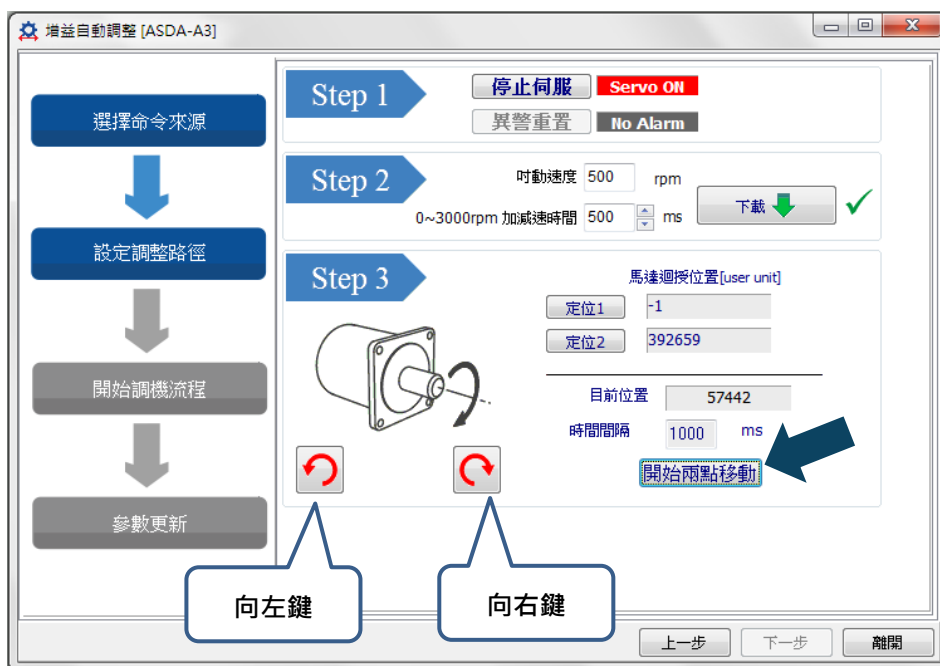 增益自動調整 [ASDA-A3]
選擇命令來源
設定調整路徑
開始調機流程
參數更新
Step 1
停止伺服 Servo ON
異警重置 No Alarm
Step 2
吋動速度 500 rpm
0~3000rpm 加減速時間 500 ms
下載
Step 3
馬達迴授位置[user unit]
定位1 -1
定位2 392659
目前位置 57442
時間間隔 1000 ms
開始兩點移動
向左鍵
向右鍵
上一步 下一步 離開